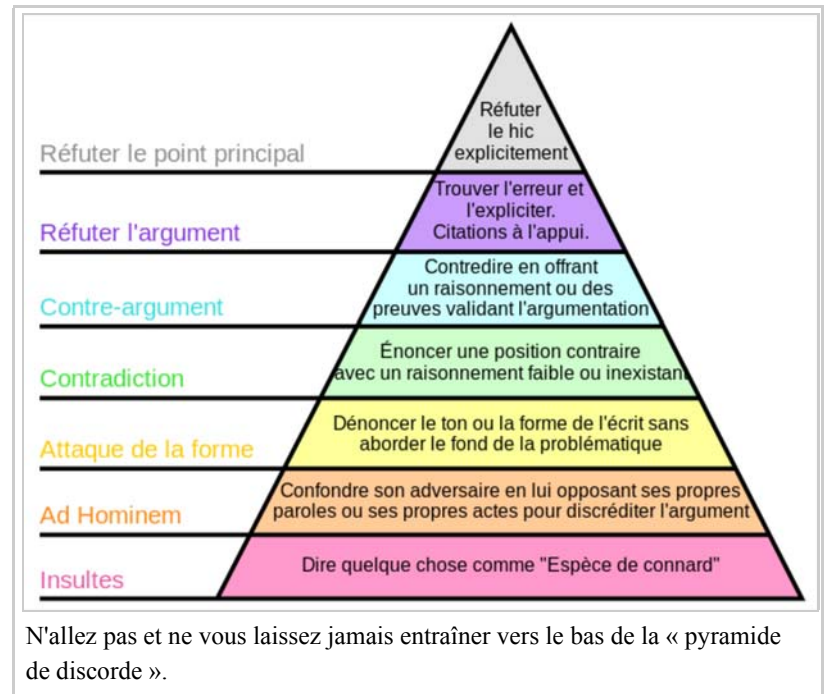 Réfuter
le hic
explicitement
Réfuter le point principal
Trouver l'erreur et
l'expliciter.
Citations à l'appui.
Réfuter l'argument
Contredire en offrant
un raisonnement ou des
preuves validant l'argumentation
Contre-argument
Énoncer une position contraire
avec un raisonnement faible ou inexistant
Contradiction
Dénoncer le ton ou la forme de l'écrit sans
aborder le fond de la problématique
Attaque de la forme
Confondre son adversaire en lui opposant ses propres
paroles ou ses propres actes pour discréditer l'argument
Ad Hominem
Dire quelque chose comme "Espèce de connard"
Insultes
N'allez pas et ne vous laissez jamais entraîner vers le bas de la « pyramide
de discorde ».